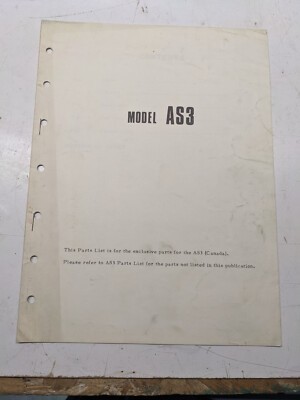 MODEL AS3
This Parts List is for the exclusive parts for the AS3 (Canada).
Please refer to AS3 Parts List for the parts not listed in this publication.